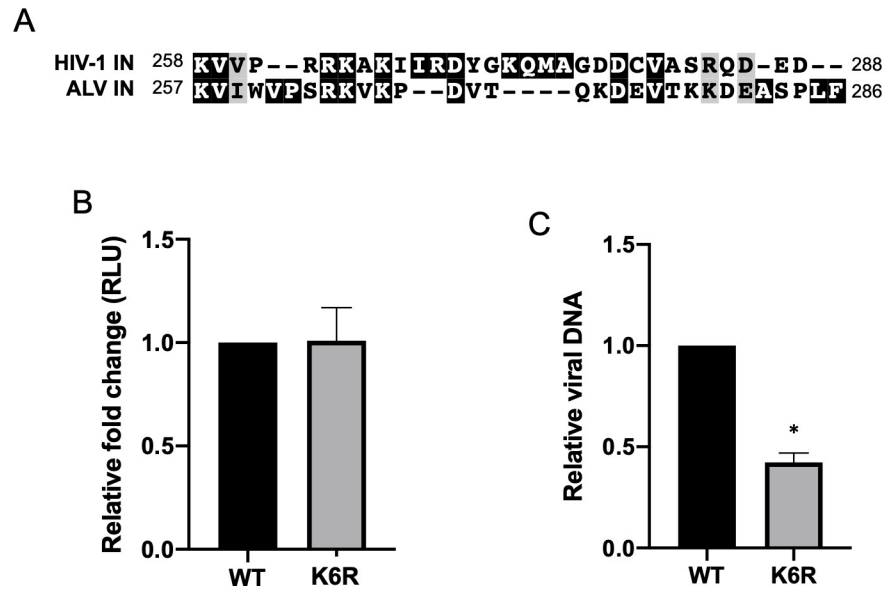 A
HIV-1 IN 258 KVVP--RRKAKIIRDYGKQMAGDDCVASRQD-ED-- 288
ALV IN 257 KVIWVPSRKVKP--DVT----QKDEVTKKDEASPLF 286
B
Relative fold change (RLU)
1.5
1.0
0.5
0.0
WT K6R
C
Relative viral DNA
1.5
1.0
0.5
0.0
*
WT K6R